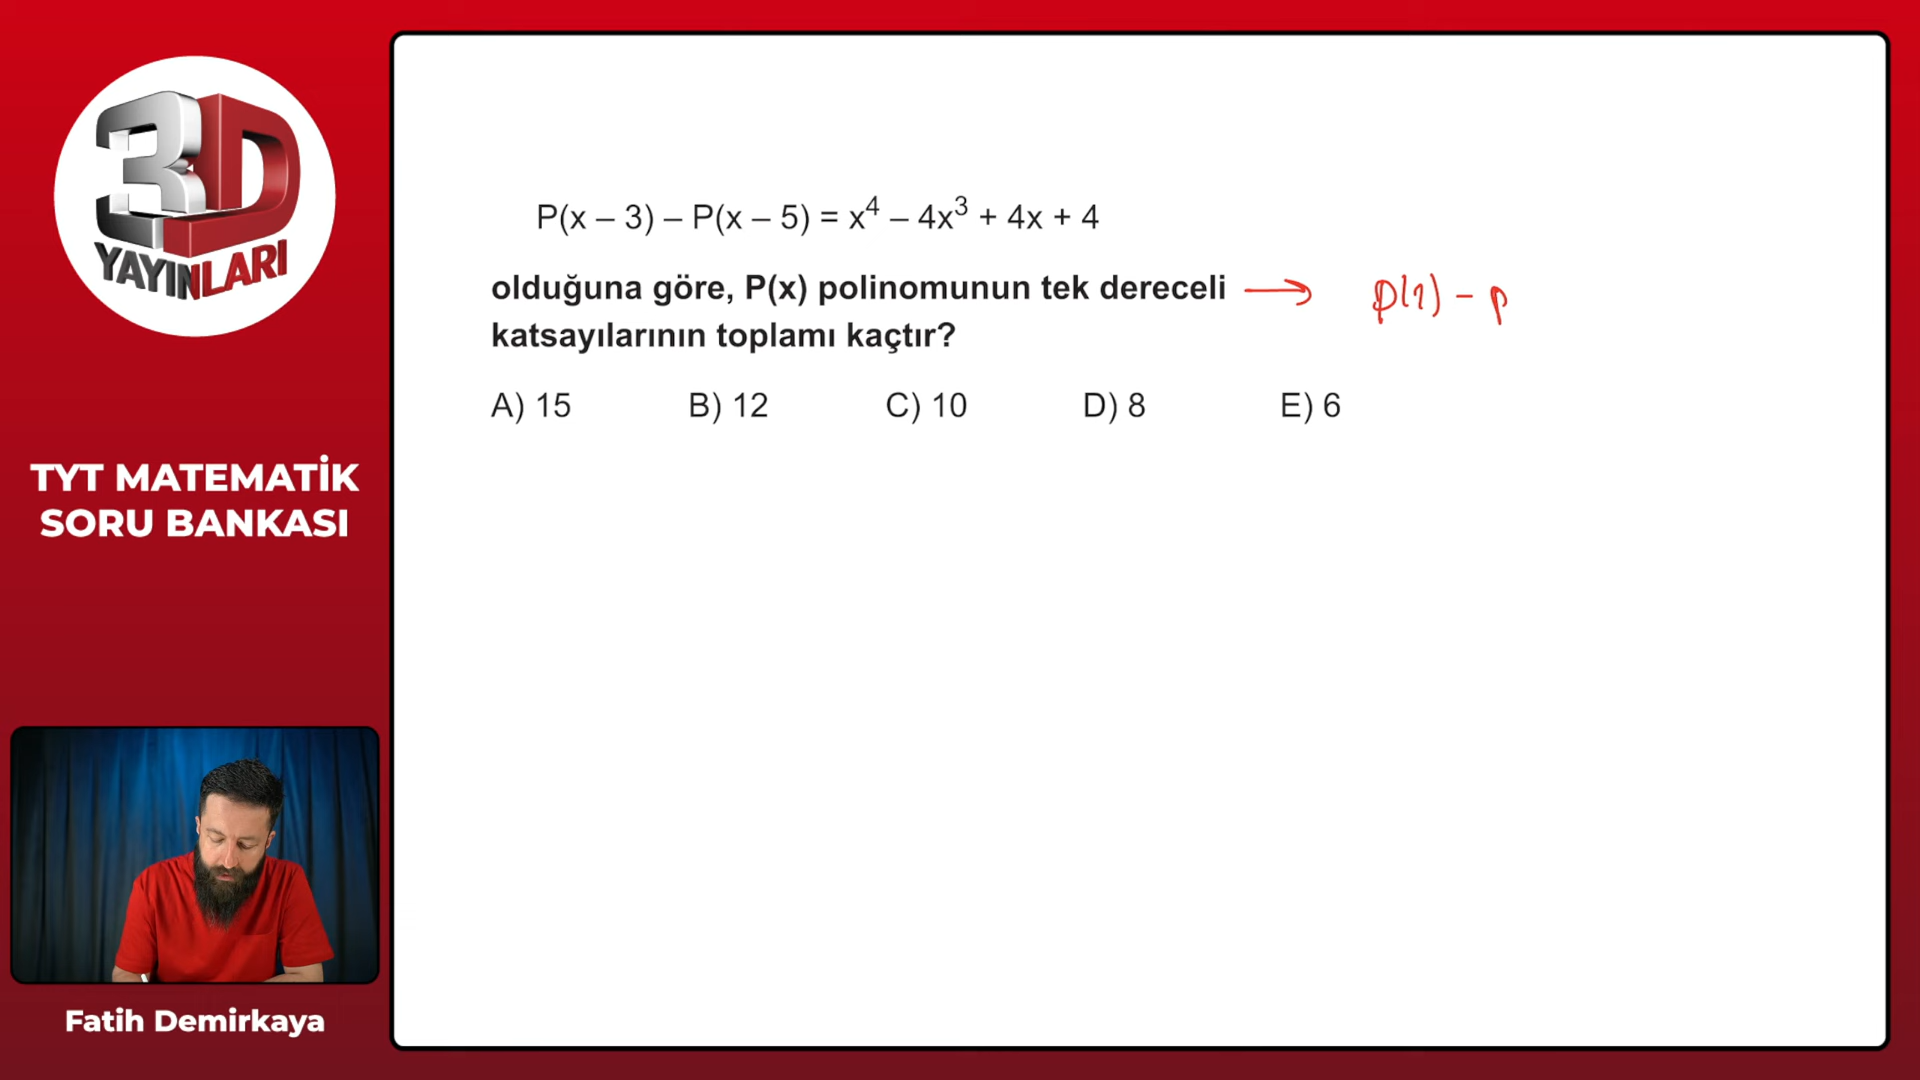 3D
YAYINLARI
TYT MATEMATİK
SORU BANKASI
Fatih Demirkaya
P(x – 3) – P(x – 5) = x⁴ – 4x³ + 4x + 4
olduğuna göre, P(x) polinomunun tek dereceli → P(1) – P
katsayılarının toplamı kaçtır?
A) 15 B) 12 C) 10 D) 8 E) 6